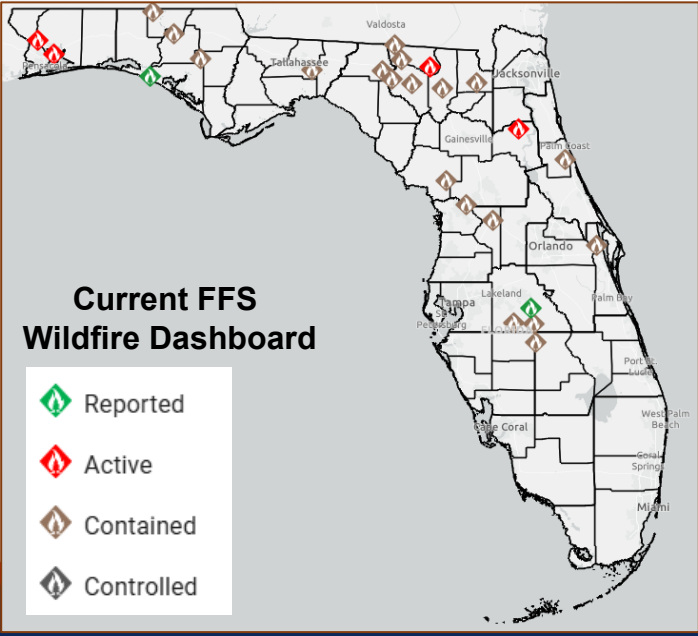 Valdosta
Tallahassee
Pensacola
Jacksonville
Gainesville
Palm Coast
Orlando
Lakeland
Palm Bay
Tampa
St.
Petersburg
FLORIDA
Port St.
Lucie
West Palm
Beach
Cape Coral
Coral
Springs
Miami
Current FFS
Wildfire Dashboard
Reported
Active
Contained
Controlled